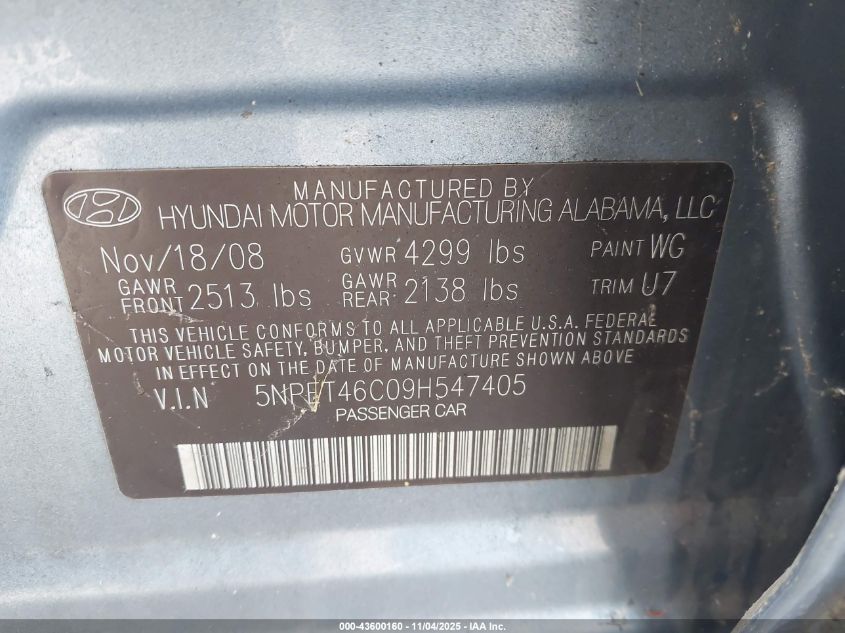 MANUFACTURED BY
HYUNDAI MOTOR MANUFACTURING ALABAMA, LLC
Nov/18/08 GVWR 4299 lbs PAINT WG
GAWR FRONT 2513 lbs GAWR REAR 2138 lbs TRIM U7
THIS VEHICLE CONFORMS TO ALL APPLICABLE U.S.A. FEDERAL
MOTOR VEHICLE SAFETY, BUMPER, AND THEFT PREVENTION STANDARDS
IN EFFECT ON THE DATE OF MANUFACTURE SHOWN ABOVE
V.I.N 5NPET46C09H547405
PASSENGER CAR
000-43600160 - 11/04/2025 - IAA Inc.